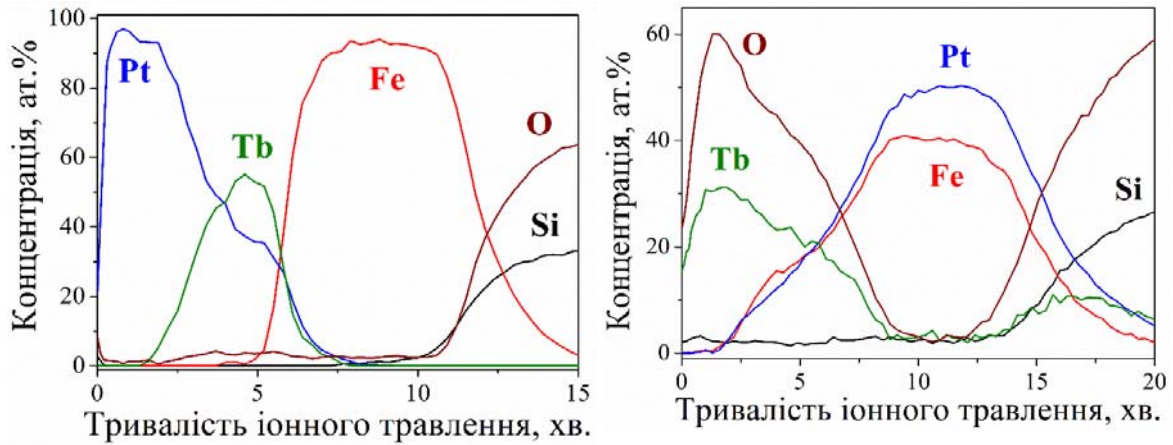 Концентрація, ат.%
100
80
60
40
20
0
Pt
Tb
Fe
O
Si
0
5
10
15
Тривалість іонного травлення, хв.
Концентрація, ат.%
60
40
20
0
O
Tb
Pt
Fe
Si
0
5
10
15
20
Тривалість іонного травлення, хв.